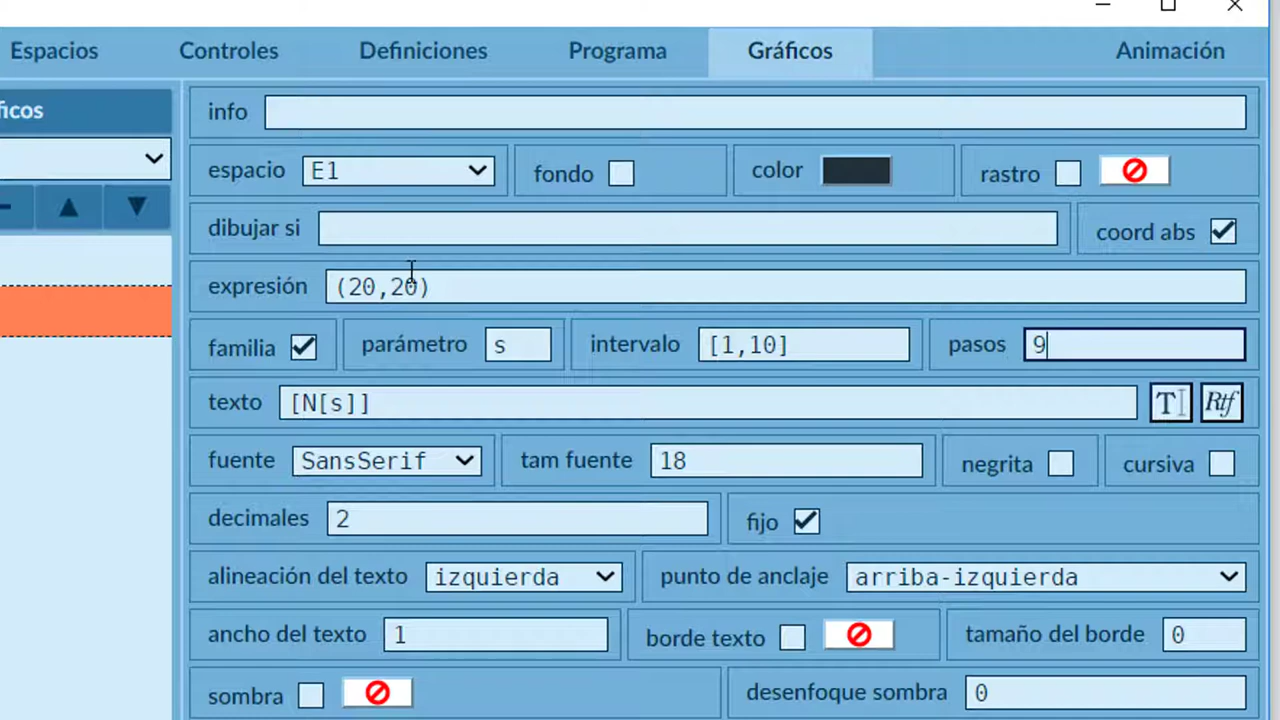 Espacios Controles Definiciones Programa Gráficos Animación
ficos
info
espacio E1 fondo color rastro
dibujar si coord abs
expresión (20,20)
familia parámetro s intervalo [1,10] pasos 9
texto [N[s]] T Rtf
fuente SansSerif tam fuente 18 negrita cursiva
decimales 2 fijo
alineación del texto izquierda punto de anclaje arriba-izquierda
ancho del texto 1 borde texto tamaño del borde 0
sombra desenfoque sombra 0